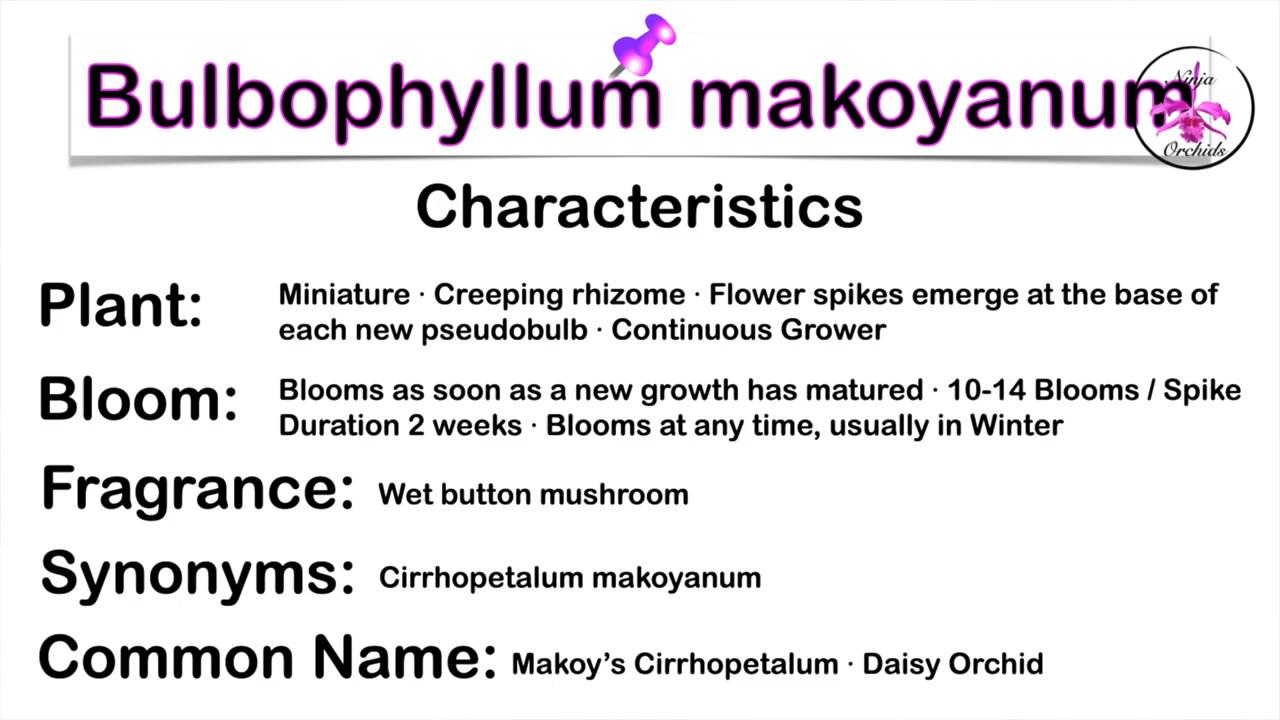 Bulbophyllum makoyanum
Ninja
Orchids
Characteristics
Plant: Miniature · Creeping rhizome · Flower spikes emerge at the base of
each new pseudobulb · Continuous Grower
Bloom: Blooms as soon as a new growth has matured · 10-14 Blooms / Spike
Duration 2 weeks · Blooms at any time, usually in Winter
Fragrance: Wet button mushroom
Synonyms: Cirrhopetalum makoyanum
Common Name: Makoy’s Cirrhopetalum · Daisy Orchid